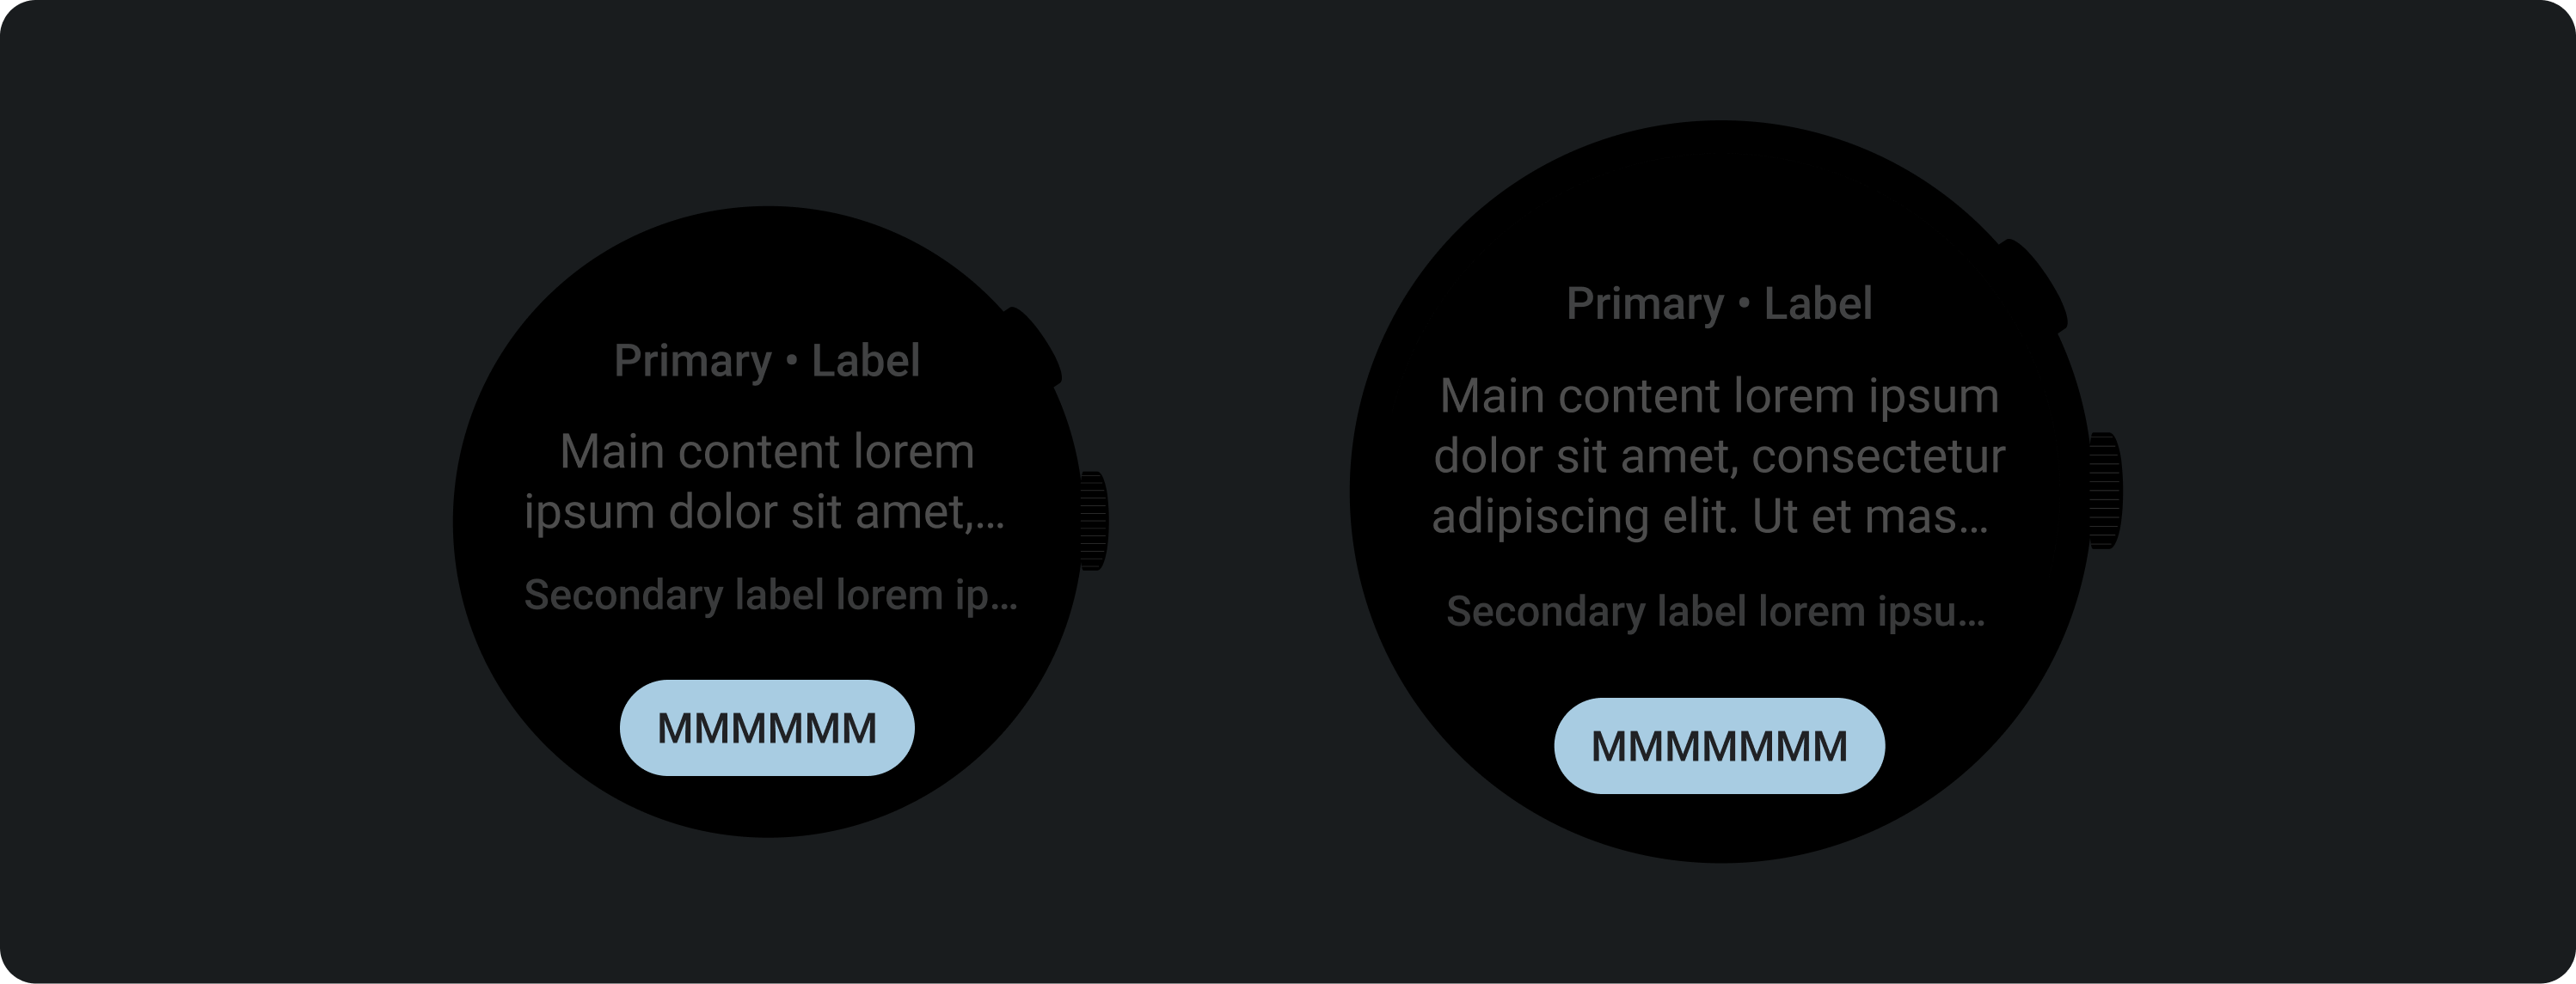 Primary • Label
Main content lorem
ipsum dolor sit amet,...
Secondary label lorem ip...
MMMMMM
Primary • Label
Main content lorem ipsum
dolor sit amet, consectetur
adipiscing elit. Ut et mas...
Secondary label lorem ipsu...
MMMMMMM